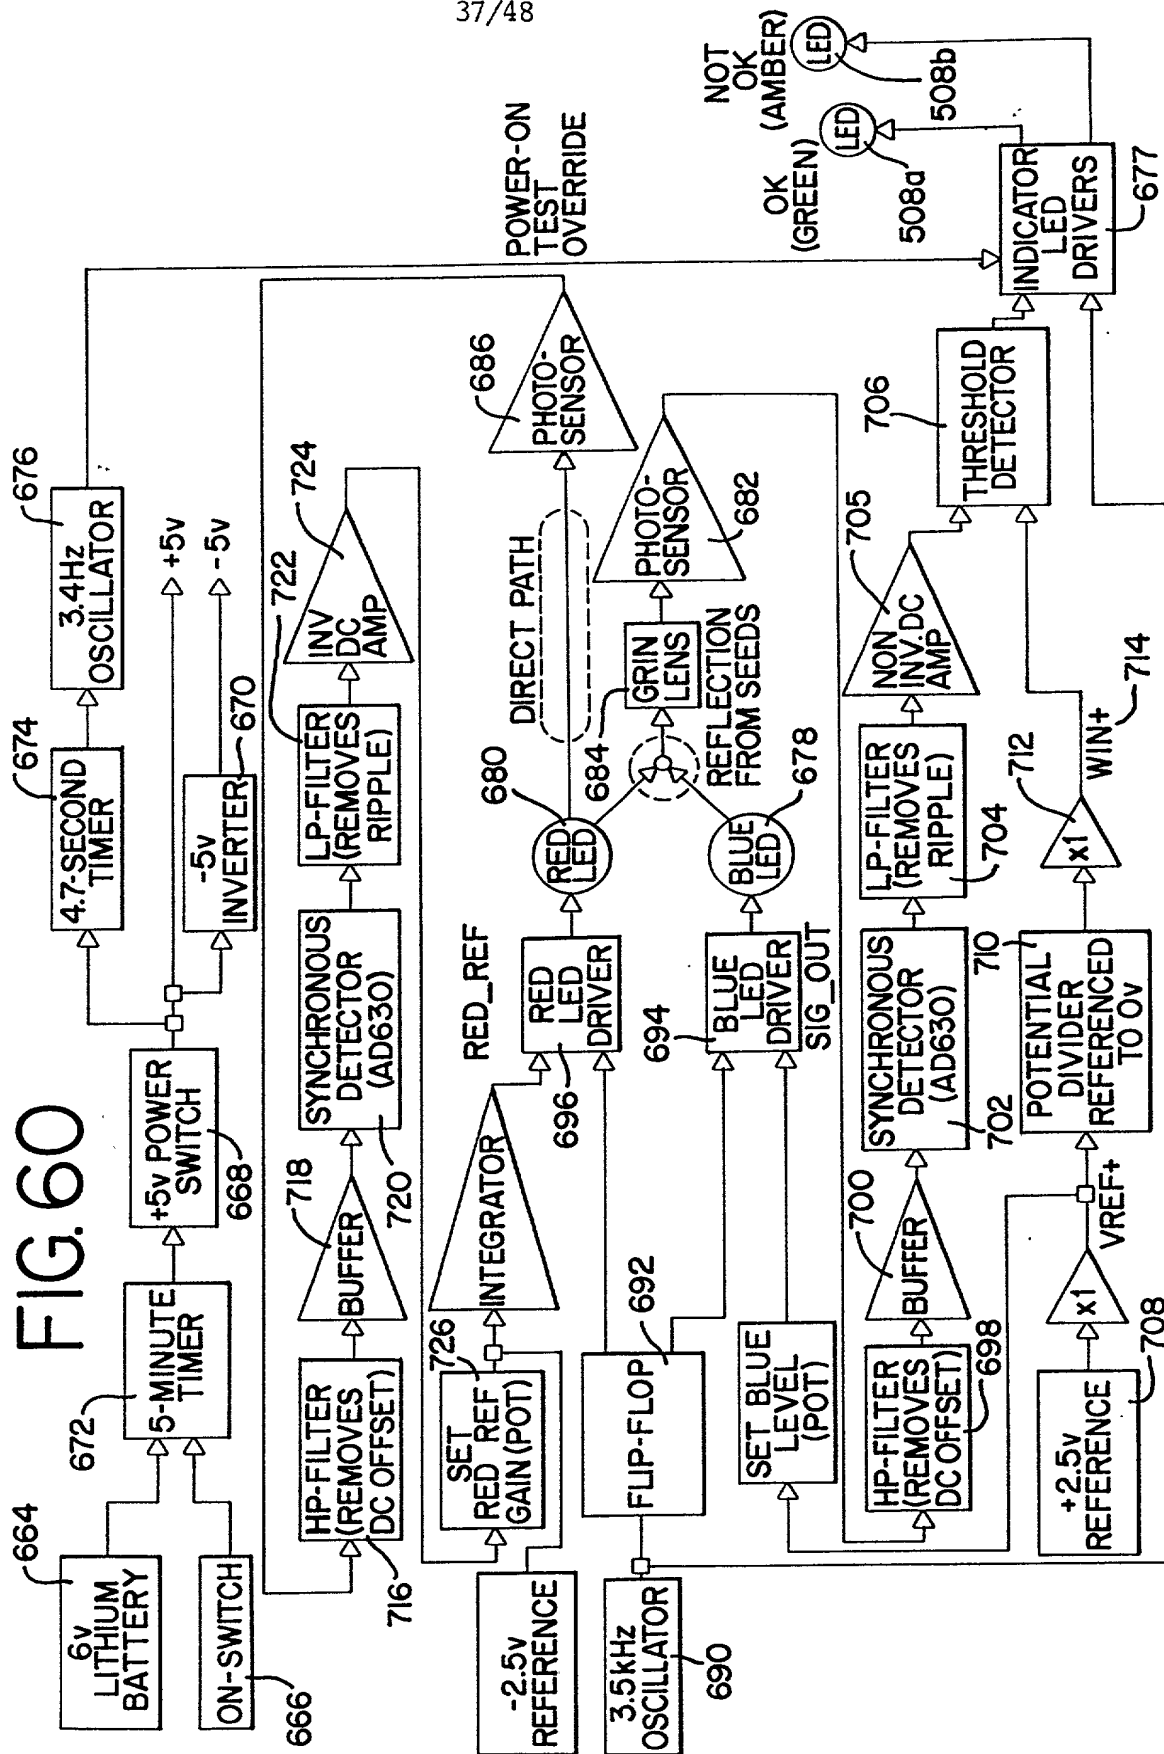 37/48
FIG. 60
664
6v
LITHIUM
BATTERY
ON-SWITCH
666
672
5-MINUTE
TIMER
+5v POWER
SWITCH
668
674
4.7-SECOND
TIMER
676
3.4Hz
OSCILLATOR
+5v
-5v
-5v
INVERTER
670
POWER-ON
TEST
OVERRIDE
HP-FILTER
(REMOVES
DC OFFSET)
716
718
BUFFER
SYNCHRONOUS
DETECTOR
(AD630)
720
722
LP-FILTER
(REMOVES
RIPPLE)
724
INV
DC
AMP
726
SET
RED REF
GAIN (POT)
-2.5v
REFERENCE
INTEGRATOR
RED_REF
RED
LED
DRIVER
696
680
RED
LED
DIRECT PATH
686
PHOTO-
SENSOR
684
GRIN
LENS
PHOTO-
SENSOR
682
REFLECTION
FROM SEEDS
3.5kHz
OSCILLATOR
690
FLIP-FLOP
692
694
BLUE
LED
DRIVER
BLUE
LED
678
SET BLUE
LEVEL
(POT)
SIG_OUT
HP-FILTER
(REMOVES
DC OFFSET)
698
700
BUFFER
SYNCHRONOUS
DETECTOR
(AD630)
702
LP-FILTER
(REMOVES
RIPPLE)
704
705
NON
INV. DC
AMP
706
THRESHOLD
DETECTOR
INDICATOR
LED
DRIVERS
677
OK
(GREEN)
LED
508a
NOT
OK
(AMBER)
LED
508b
+2.5v
REFERENCE
708
x1
VREF+
710
POTENTIAL
DIVIDER
REFERENCED
TO 0v
x1
712
WIN+
714